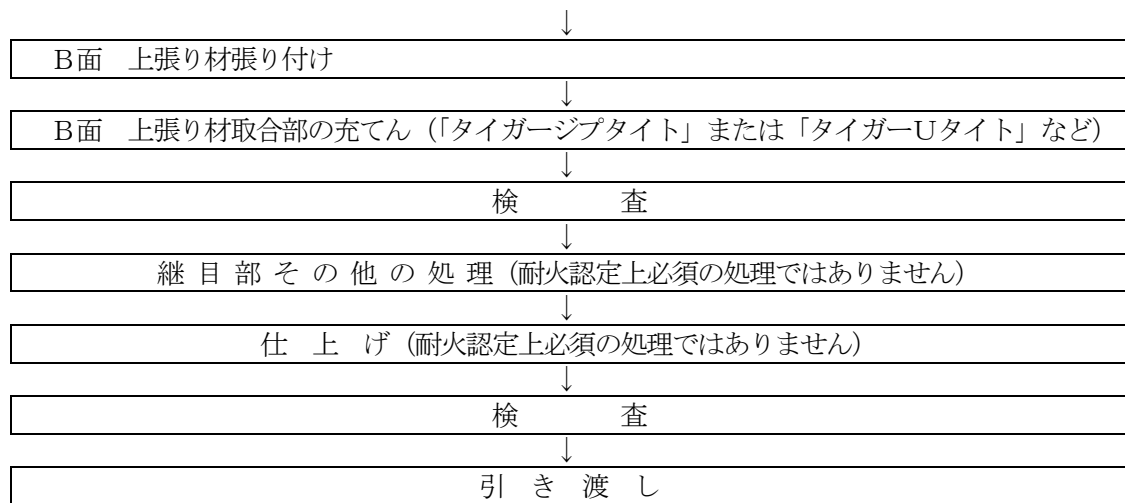 ↓
B面　上張り材張り付け
↓
B面　上張り材取合部の充てん（「タイガージプタイト」または「タイガーUタイト」など）
↓
検　　　査
↓
継 目 部 そ の 他 の 処 理（耐火認定上必須の処理ではありません）
↓
仕　上　げ（耐火認定上必須の処理ではありません）
↓
検　　　査
↓
引　き　渡　し